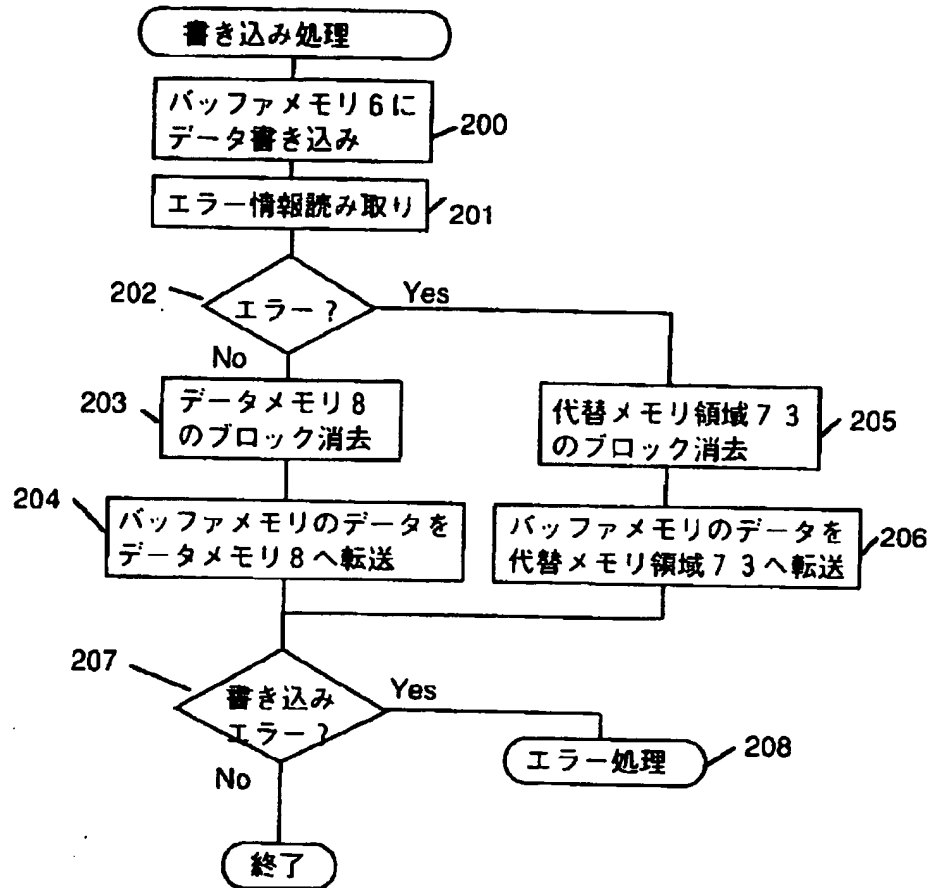 書き込み処理
バッファメモリ6に
データ書き込み
200
エラー情報読み取り
201
202
エラー?
Yes
No
203
データメモリ8
のブロック消去
代替メモリ領域73
のブロック消去
205
204
バッファメモリのデータを
データメモリ8へ転送
バッファメモリのデータを
代替メモリ領域73へ転送
206
207
書き込み
エラー?
Yes
No
エラー処理
208
終了